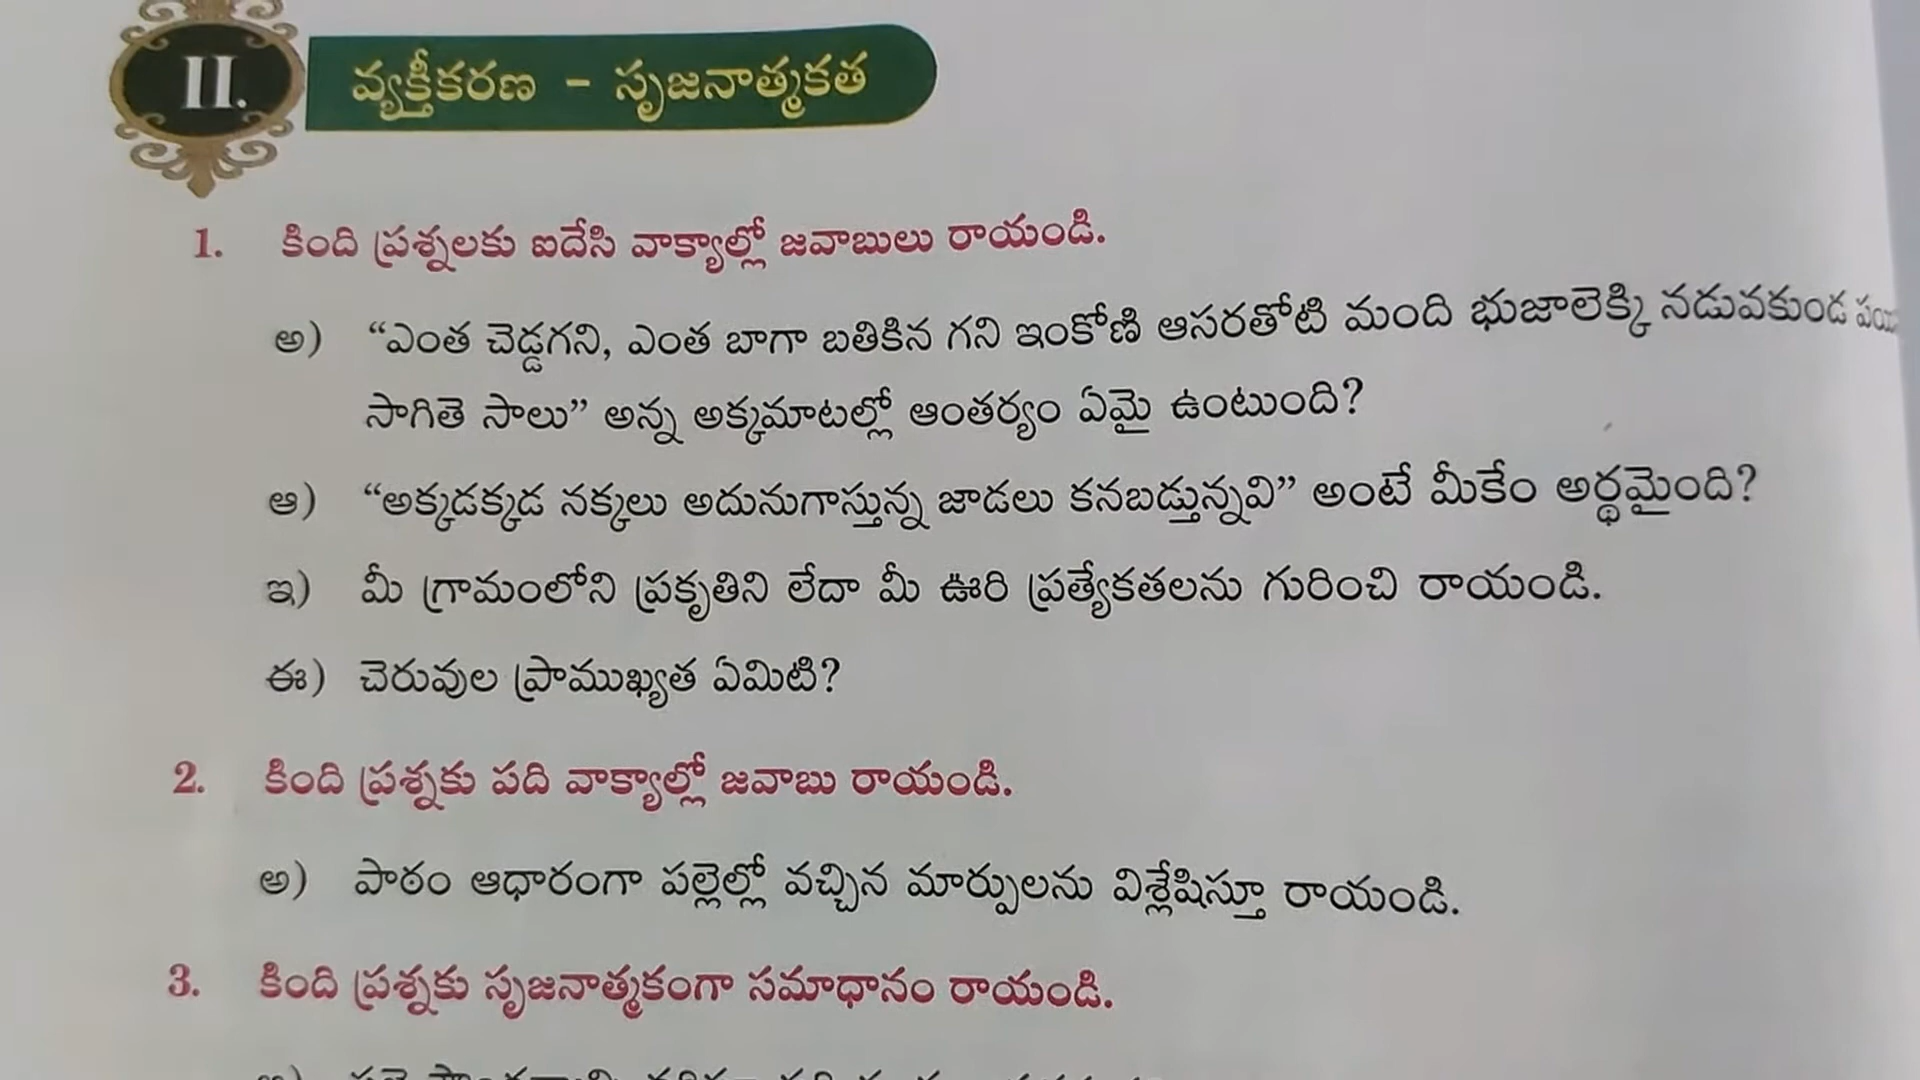 II. వ్యక్తీకరణ - సృజనాత్మకత
1. కింది ప్రశ్నలకు ఐదేసి వాక్యాల్లో జవాబులు రాయండి.
అ) “ఎంత చెడ్డగని, ఎంత బాగా బతికిన గని ఇంకోణి ఆసరతోటి మంది భుజాలెక్కి నడువకుండ
సాగితె సాలు” అన్న అక్కమాటల్లో ఆంతర్యం ఏమై ఉంటుంది?
ఆ) “అక్కడక్కడ నక్కలు అదునుగాస్తున్న జాడలు కనబడ్తున్నవి” అంటే మీకేం అర్థమైంది?
ఇ) మీ గ్రామంలోని ప్రకృతిని లేదా మీ ఊరి ప్రత్యేకతలను గురించి రాయండి.
ఈ) చెరువుల ప్రాముఖ్యత ఏమిటి?
2. కింది ప్రశ్నకు పది వాక్యాల్లో జవాబు రాయండి.
అ) పాఠం ఆధారంగా పల్లెల్లో వచ్చిన మార్పులను విశ్లేషిస్తూ రాయండి.
3. కింది ప్రశ్నకు సృజనాత్మకంగా సమాధానం రాయండి.